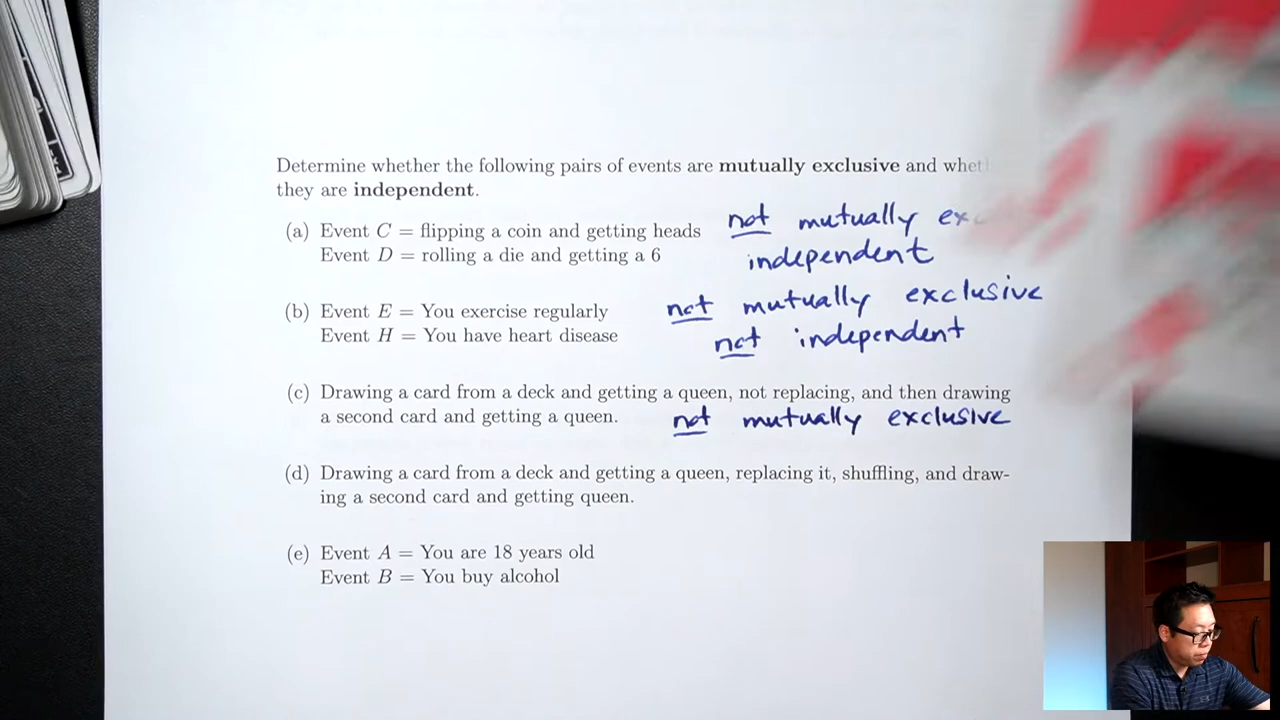 Determine whether the following pairs of events are mutually exclusive and
they are independent.
(a) Event C = flipping a coin and getting heads
not mutually
Event D = rolling a die and getting a 6
independent
(b) Event E = You exercise regularly
not mutually exclusive
Event H = You have heart disease
not independent
(c) Drawing a card from a deck and getting a queen, not replacing, and then drawing
a second card and getting a queen.
not mutually exclusive
(d) Drawing a card from a deck and getting a queen, replacing it, shuffling, and draw-
ing a second card and getting queen.
(e) Event A = You are 18 years old
Event B = You buy alcohol